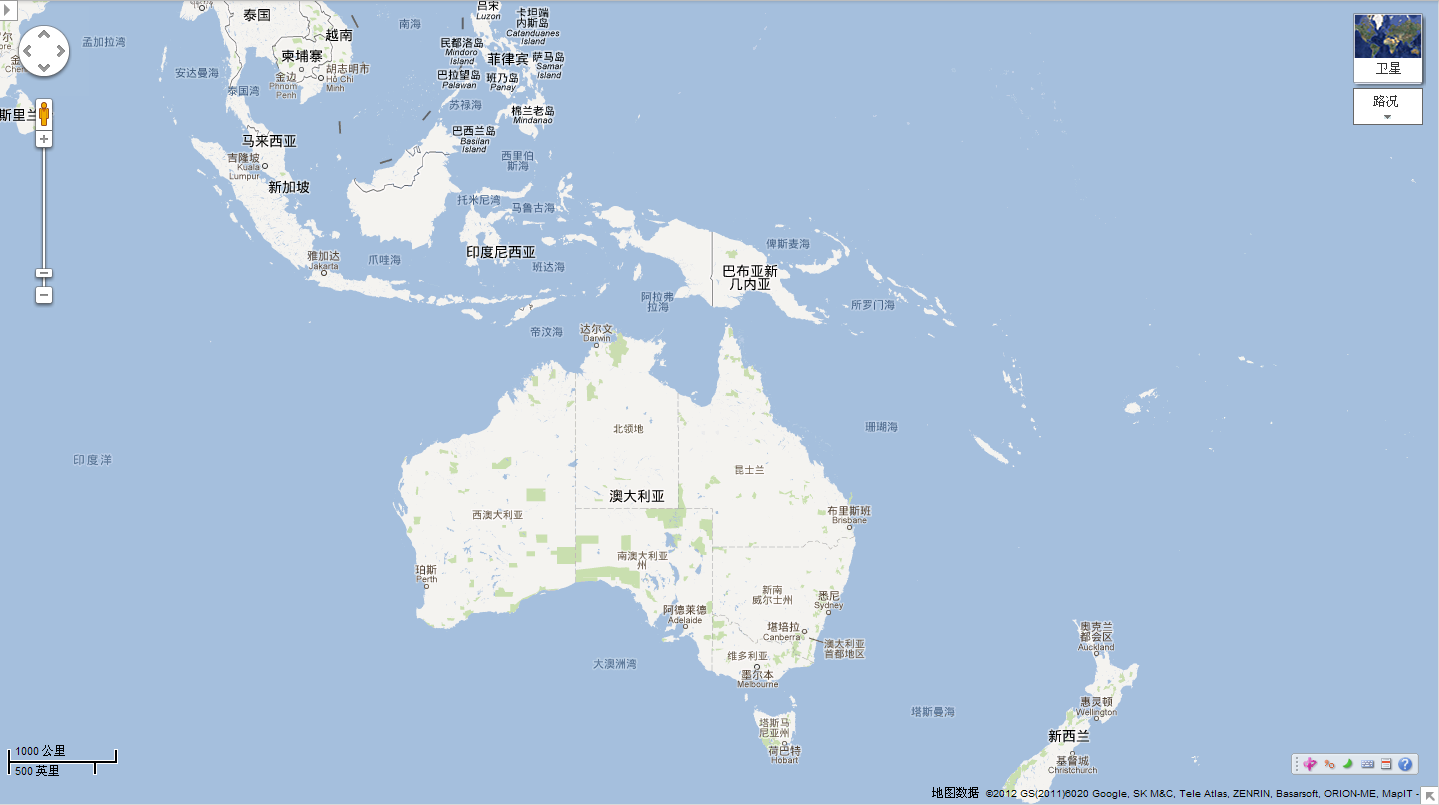 泰国
南海
吕宋
Luzon
卡坦端
内斯岛
Catanduanes
Island
孟加拉湾
越南
民都洛岛
Mindoro
Island
菲律宾
萨马岛
Samar
Island
柬埔寨
安达曼海
金边
Phnom
Penh
胡志明市
Hồ Chí
Minh
巴拉望岛
Palawan
班乃岛
Panay
泰国湾
苏禄海
棉兰老岛
Mindanao
斯里兰
马来西亚
巴西兰岛
Basilan
Island
吉隆坡
Kuala
Lumpur
西里伯
斯海
新加坡
托米尼湾
马鲁古海
印度尼西亚
雅加达
Jakarta
爪哇海
班达海
俾斯麦海
巴布亚新
几内亚
阿拉弗
拉海
所罗门海
帝汶海
达尔文
Darwin
北领地
珊瑚海
印度洋
昆士兰
澳大利亚
西澳大利亚
布里斯班
Brisbane
南澳大利亚
州
珀斯
Perth
新南
威尔士州
悉尼
Sydney
阿德莱德
Adelaide
堪培拉
Canberra
澳大利亚
首都地区
维多利亚
墨尔本
Melbourne
大澳洲湾
奥克兰
都会区
Auckland
惠灵顿
Wellington
塔斯曼海
塔斯马
尼亚州
荷巴特
Hobart
新西兰
基督城
Christchurch
卫星
路况
1000 公里
500 英里
地图数据 ©2012 GS(2011)6020 Google, SK M&C, Tele Atlas, ZENRIN, Basarsoft, ORION-ME, MapIT -